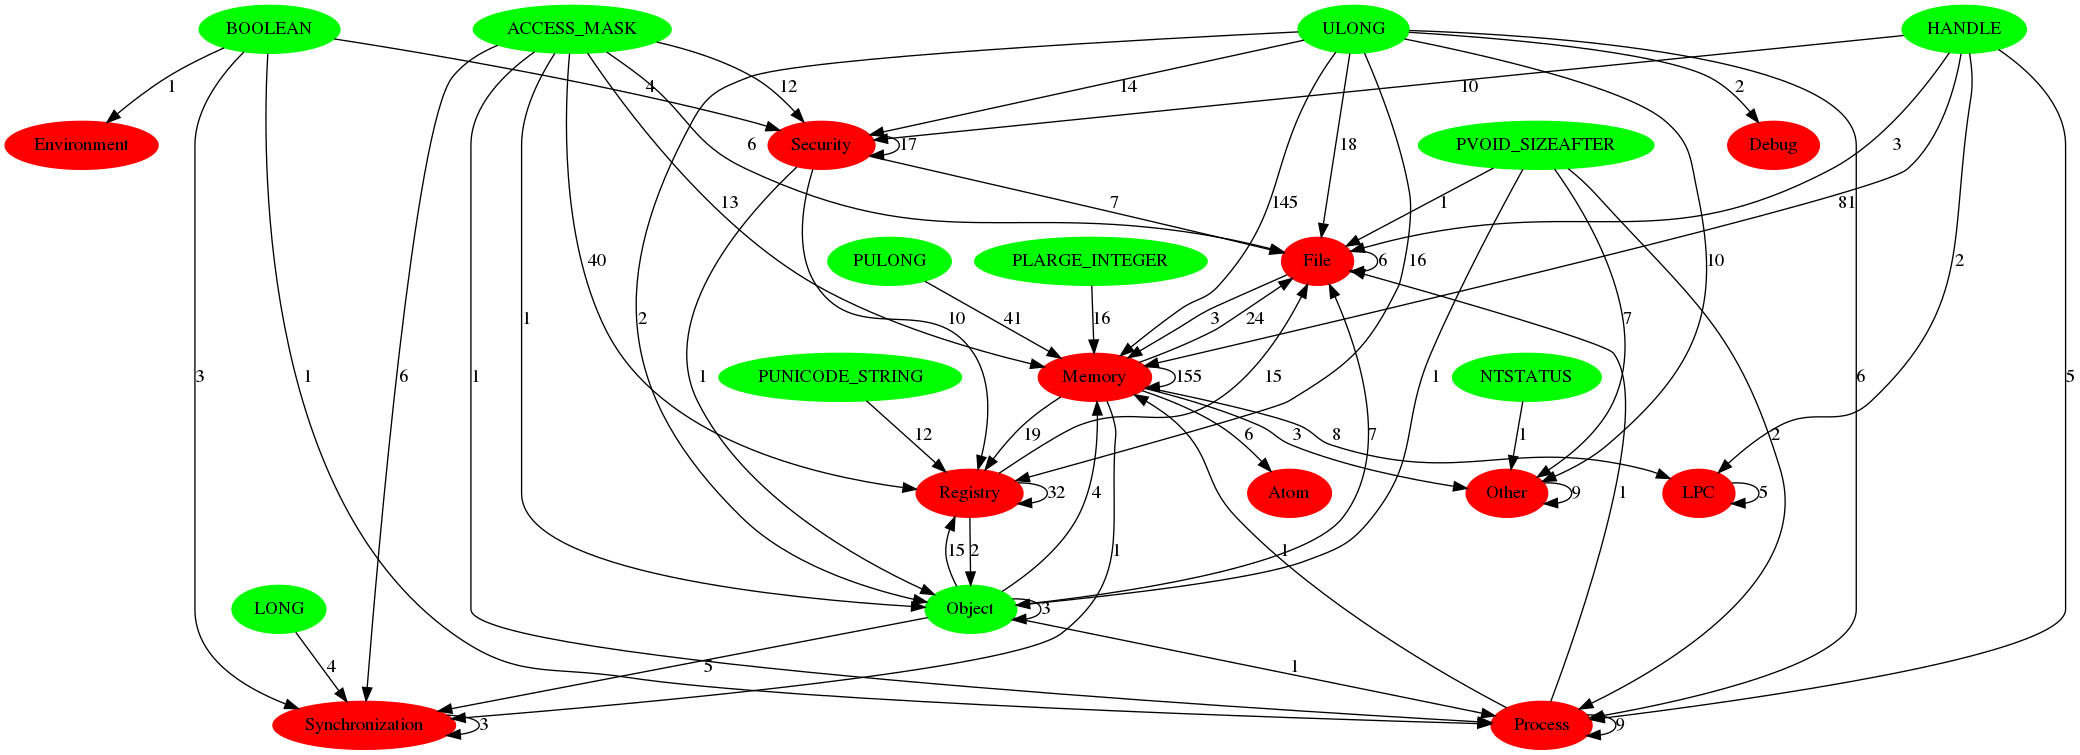 BOOLEAN ACCESS_MASK ULONG HANDLE
1 4 12 14 10 2
Environment Security 17 18 PVOID_SIZEAFTER Debug 3
6
13 7 145 1 81
40 PULONG PLARGE_INTEGER File 6 16 10 2
1 2 10 41 16 3 24 7
3 6 1 1 PUNICODE_STRING Memory 155 15 1 NTSTATUS 6 5
12 19 6 3 8 7 1 2
Registry 32 Atom Other 9 LPC 5
4 1
15 2 1 1
LONG Object 3
4 5 1
Synchronization 3 Process 9